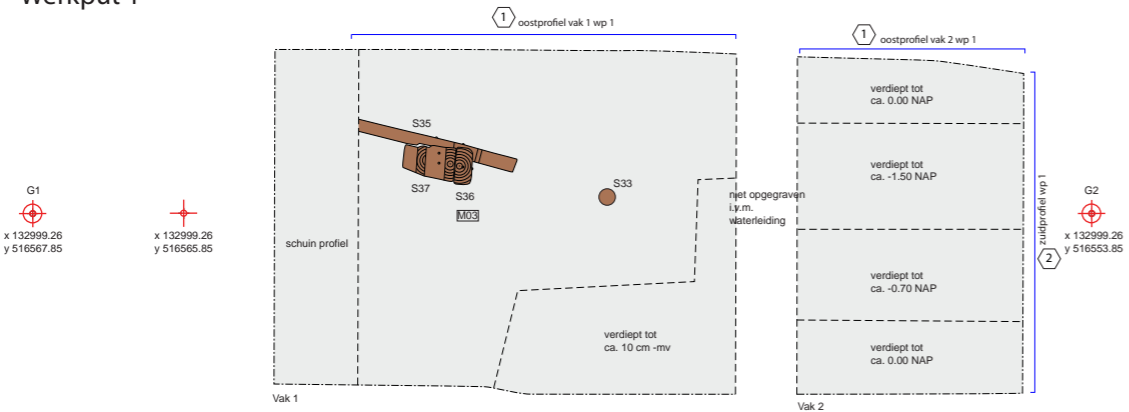 Werkput 1
1 oostprofiel vak 1 wp 1
1 oostprofiel vak 2 wp 1
G1
x 132999.26
y 516567.85
x 132999.26
y 516565.85
schuin profiel
S35
S37
S36
M03
S33
niet opgegraven
i.v.m.
waterleiding
verdiept tot
ca. 10 cm -mv
Vak 1
verdiept tot
ca. 0.00 NAP
verdiept tot
ca. -1.50 NAP
verdiept tot
ca. -0.70 NAP
verdiept tot
ca. 0.00 NAP
Vak 2
zuidprofiel wp 1
2
G2
x 132999.26
y 516553.85